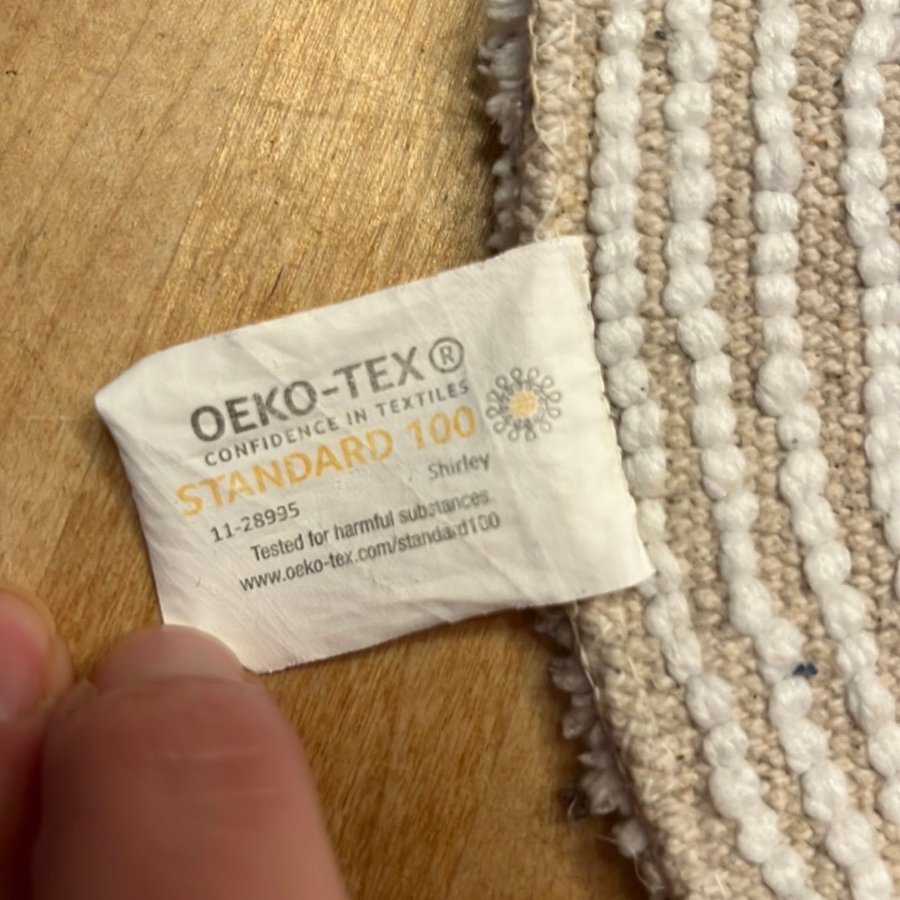 OEKO-TEX®
CONFIDENCE IN TEXTILES
STANDARD 100
11-28995 Shirley
Tested for harmful substances
www.oeko-tex.com/standard100